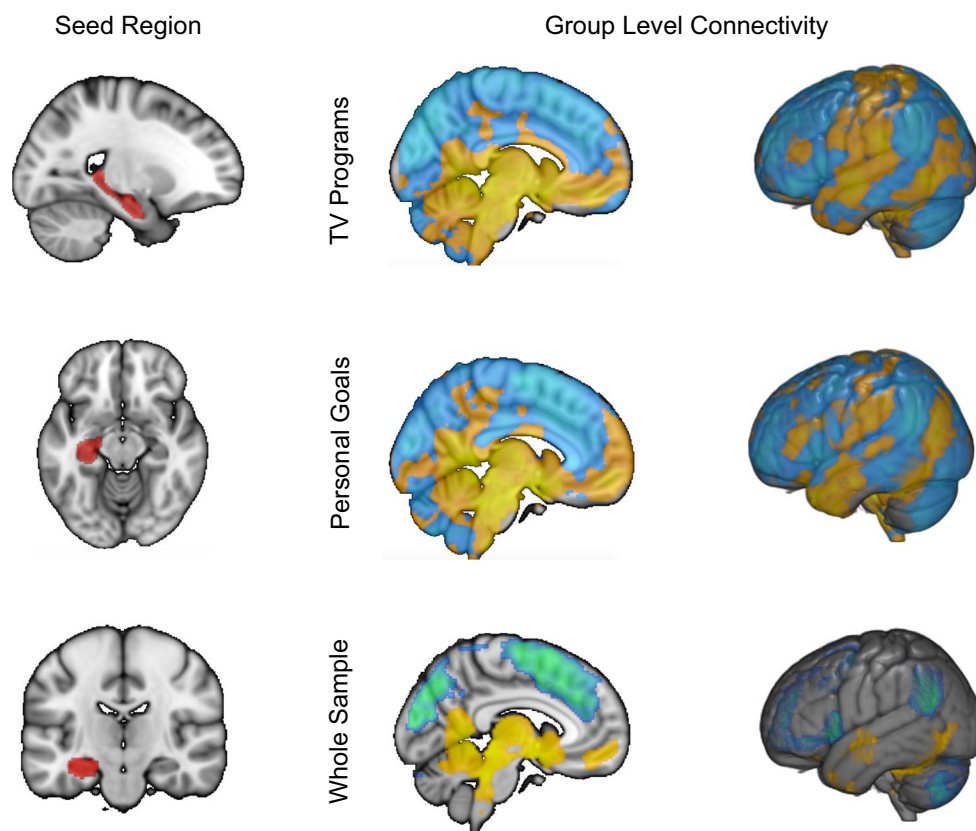 Seed Region
Group Level Connectivity
TV Programs
Personal Goals
Whole Sample